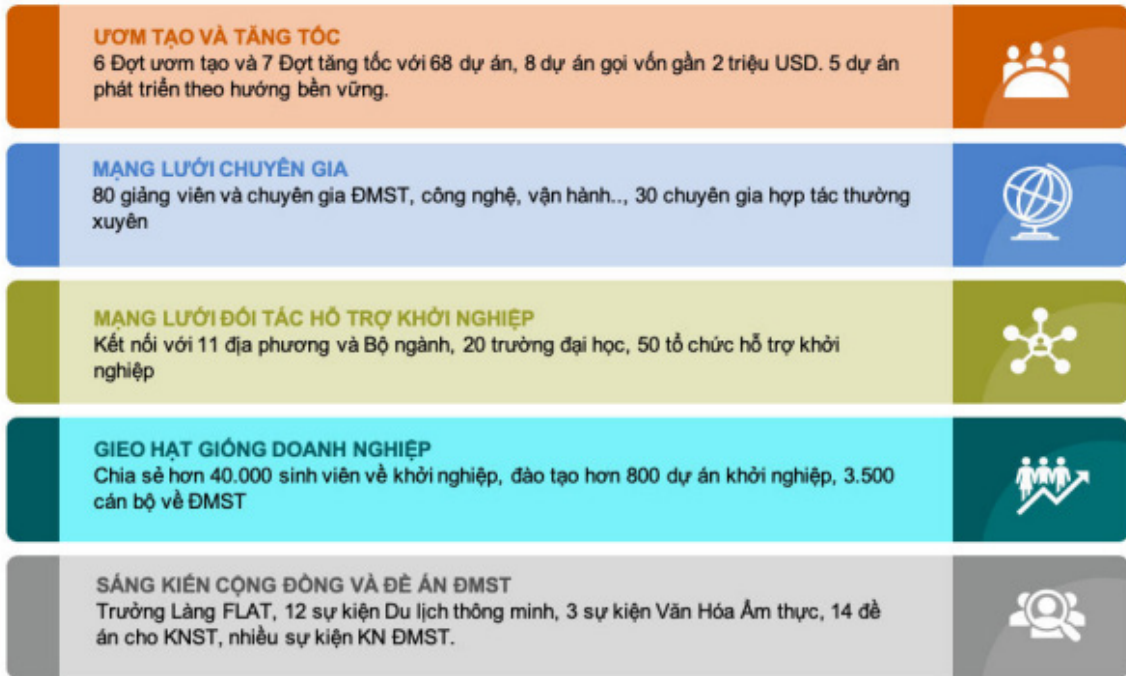 ƯƠM TẠO VÀ TĂNG TỐC
6 Đợt ươm tạo và 7 Đợt tăng tốc với 68 dự án, 8 dự án gọi vốn gần 2 triệu USD. 5 dự án
phát triển theo hướng bền vững.
MẠNG LƯỚI CHUYÊN GIA
80 giảng viên và chuyên gia ĐMST, công nghệ, vận hành.., 30 chuyên gia hợp tác thường
xuyên
MẠNG LƯỚI ĐỐI TÁC HỖ TRỢ KHỞI NGHIỆP
Kết nối với 11 địa phương và Bộ ngành, 20 trường đại học, 50 tổ chức hỗ trợ khởi
nghiệp
GIEO HẠT GIỐNG DOANH NGHIỆP
Chia sẻ hơn 40.000 sinh viên về khởi nghiệp, đào tạo hơn 800 dự án khởi nghiệp, 3.500
cán bộ về ĐMST
SÁNG KIẾN CỘNG ĐỒNG VÀ ĐỀ ÁN ĐMST
Trưởng Làng FLAT, 12 sự kiện Du lịch thông minh, 3 sự kiện Văn Hóa Ẩm thực, 14 đề
án cho KNST, nhiều sự kiện KN ĐMST.